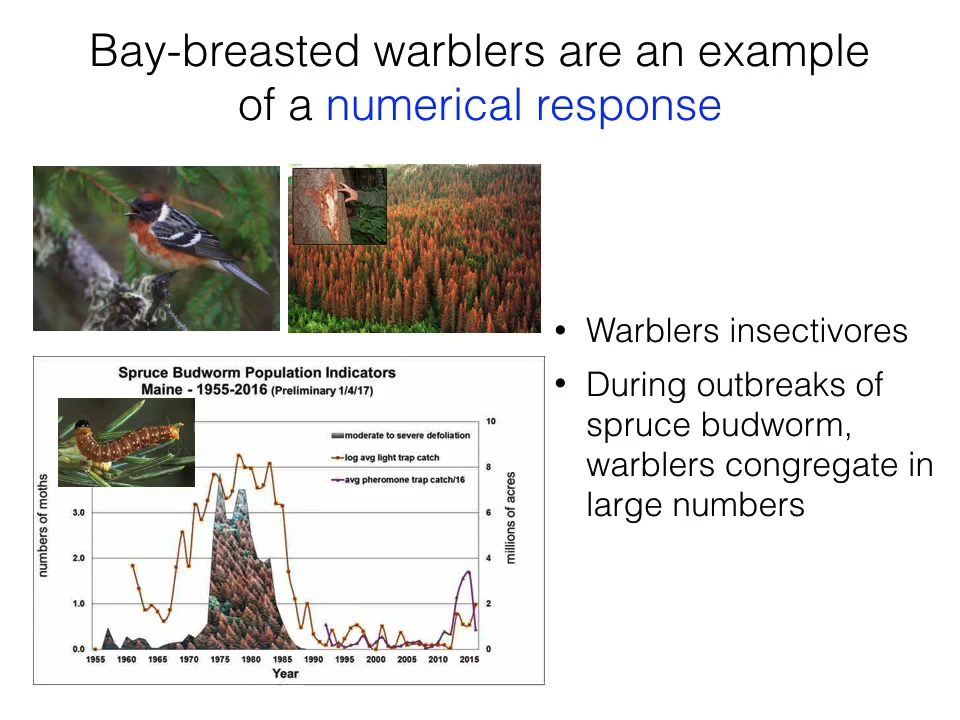 Bay-breasted warblers are an example
of a numerical response
• Warblers insectivores
• During outbreaks of
spruce budworm,
warblers congregate in
large numbers
Spruce Budworm Population Indicators
Maine - 1955-2016 (Preliminary 1/4/17)
moderate to severe defoliation
log avg light trap catch
avg pheromone trap catch/16
numbers of moths
3.0
2.0
1.0
0.0
10
8
6
4
2
0
millions of acres
1955 1960 1965 1970 1975 1980 1985 1990 1995 2000 2005 2010 2015
Year